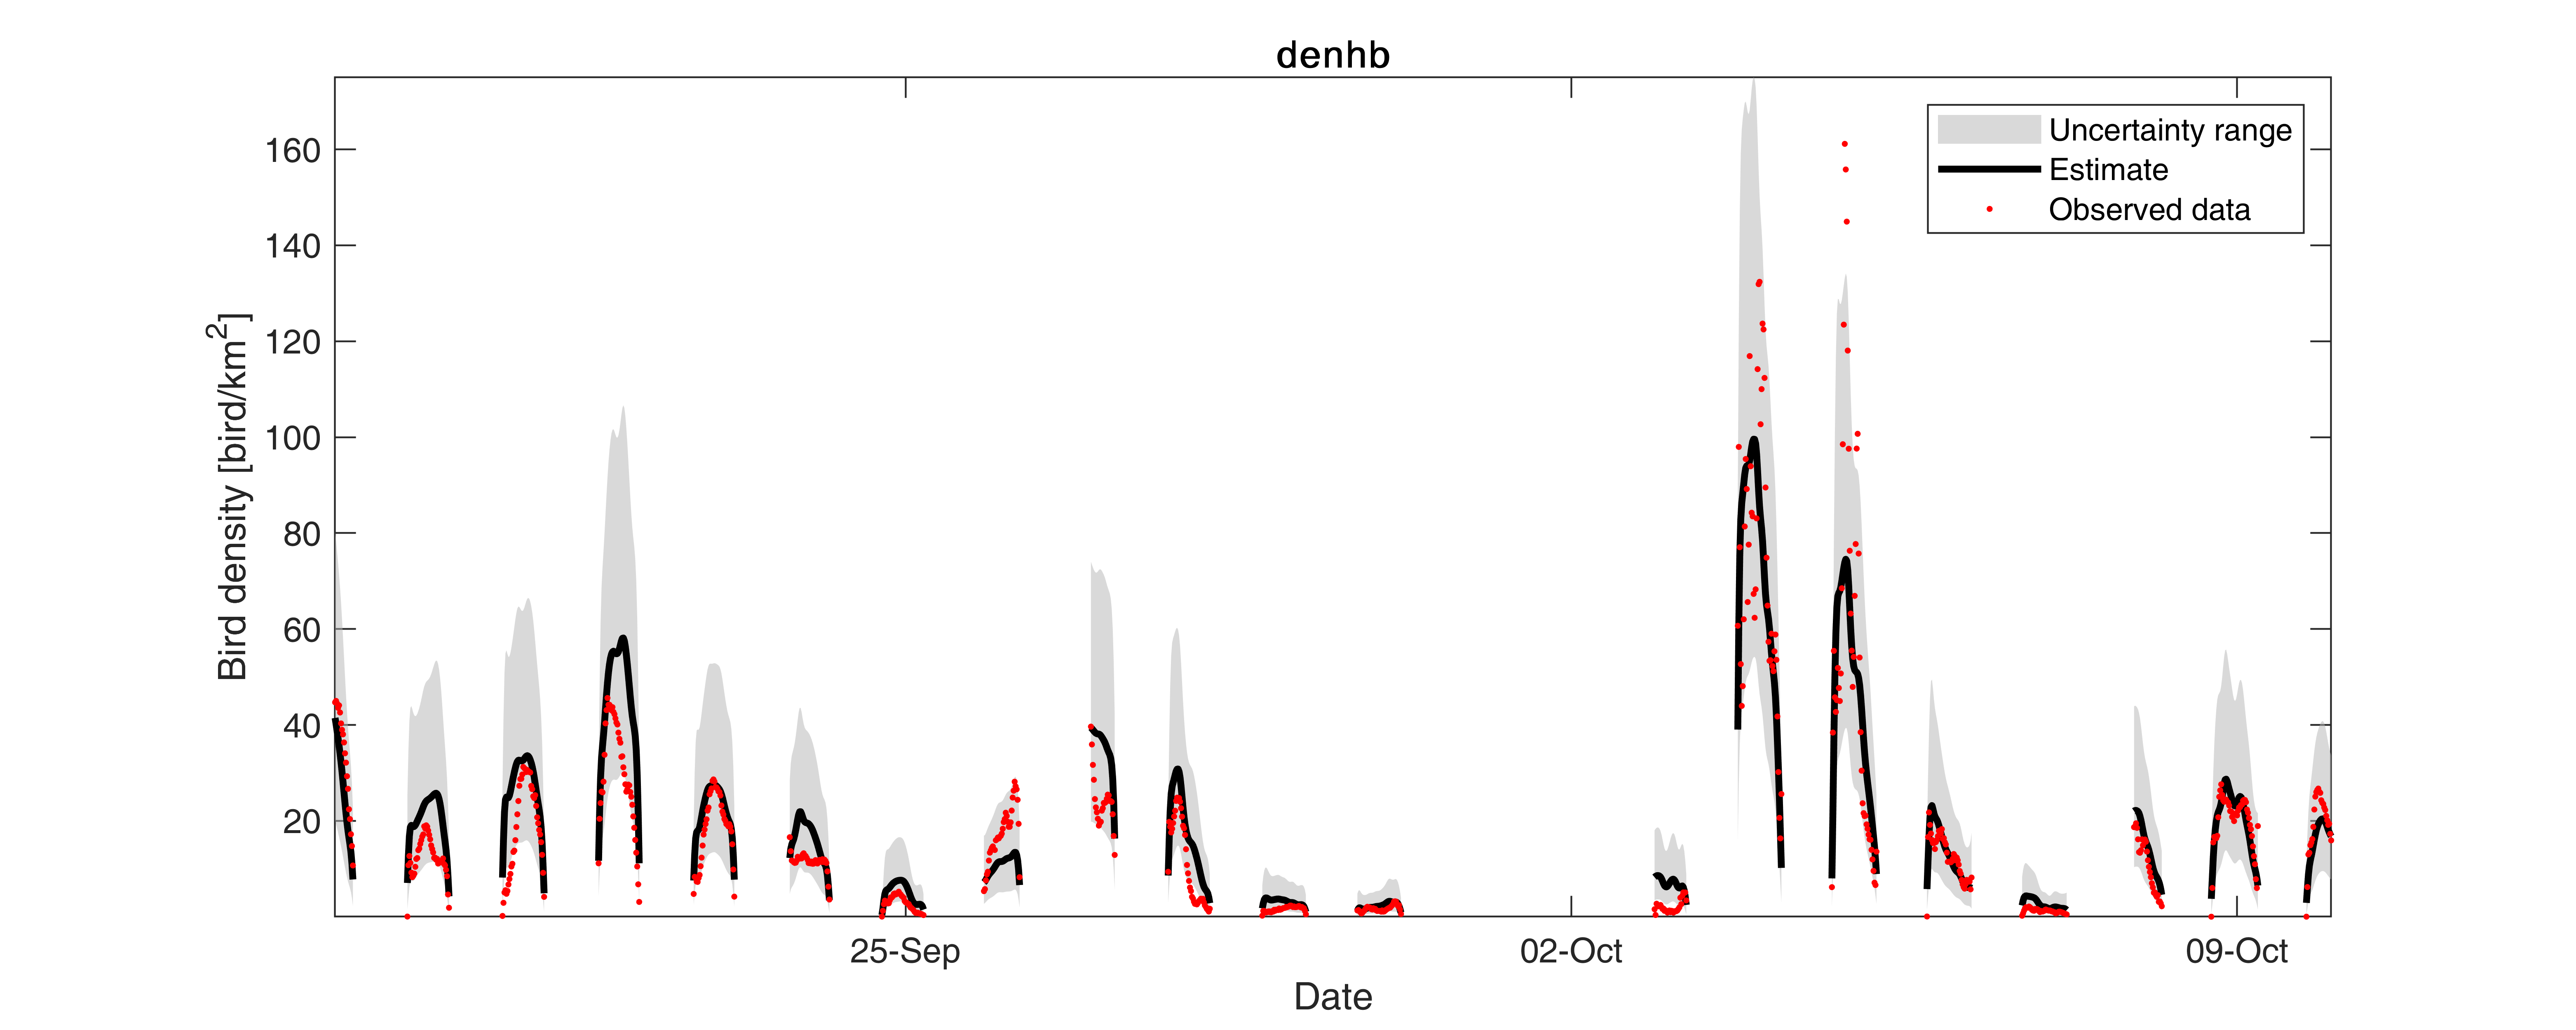 denhb
Uncertainty range
Estimate
Observed data
160
140
120
100
80
60
40
20
Bird density [bird/km²]
25-Sep
02-Oct
09-Oct
Date